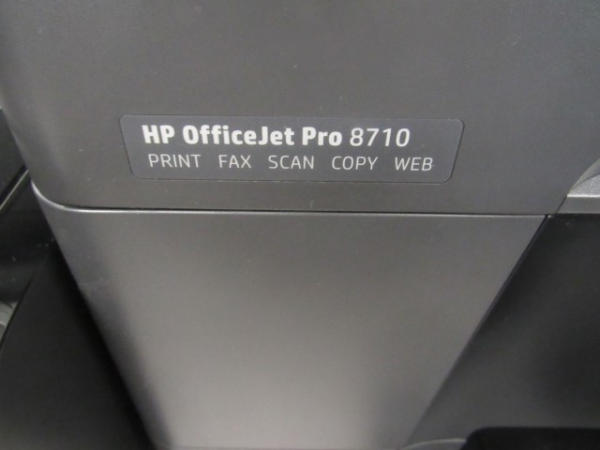 HP OfficeJet Pro 8710
PRINT FAX SCAN COPY WEB